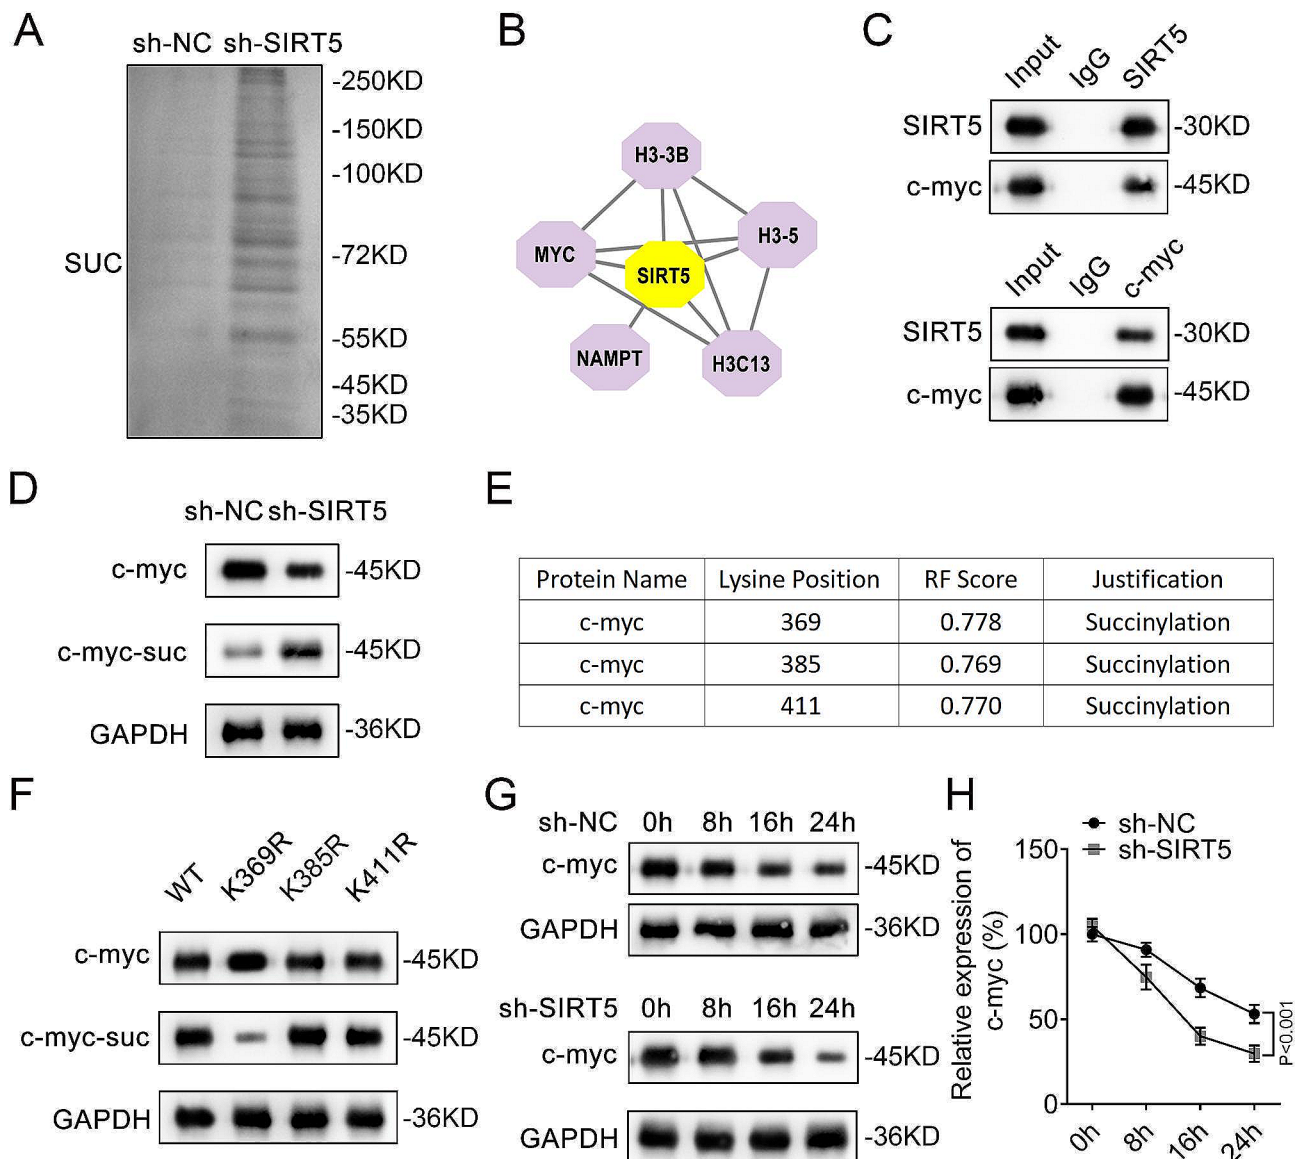 A
sh-NC sh-SIRT5
-250KD
-150KD
-100KD
SUC
-72KD
-55KD
-45KD
-35KD
B
H3-3B
H3-5
MYC
SIRT5
NAMPT
H3C13
C
Input IgG SIRT5
SIRT5 -30KD
c-myc -45KD
Input IgG c-myc
SIRT5 -30KD
c-myc -45KD
D
sh-NC sh-SIRT5
c-myc -45KD
c-myc-suc -45KD
GAPDH -36KD
E
Protein Name Lysine Position RF Score Justification
c-myc 369 0.778 Succinylation
c-myc 385 0.769 Succinylation
c-myc 411 0.770 Succinylation
F
WT K369R K385R K411R
c-myc -45KD
c-myc-suc -45KD
GAPDH -36KD
G
sh-NC 0h 8h 16h 24h
c-myc -45KD
GAPDH -36KD
sh-SIRT5 0h 8h 16h 24h
c-myc -45KD
GAPDH -36KD
H
sh-NC
sh-SIRT5
Relative expression of
c-myc (%)
150
100
50
0
P<0.001
0h 8h 16h 24h